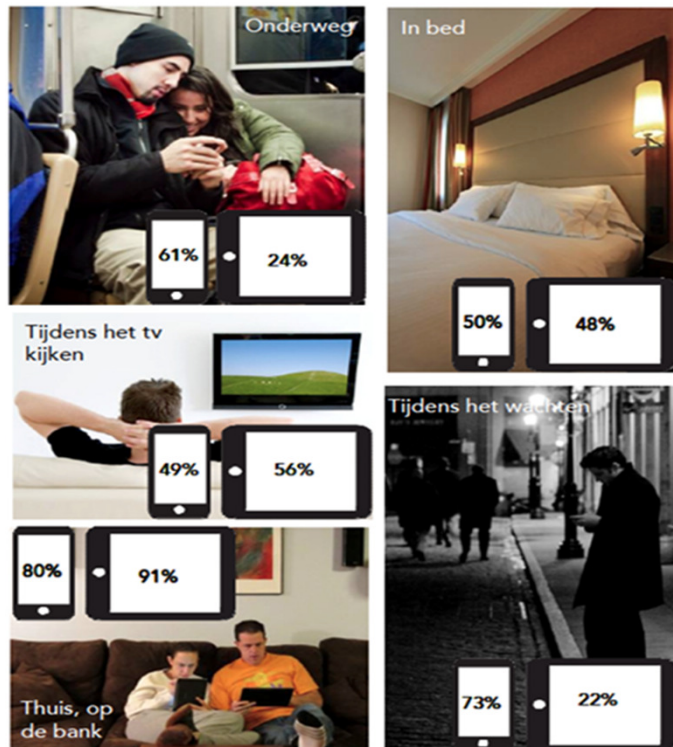 Onderweg
61%
24%
In bed
50%
48%
Tijdens het tv
kijken
49%
56%
Tijdens het wachten
73%
22%
80%
91%
Thuis, op
de bank